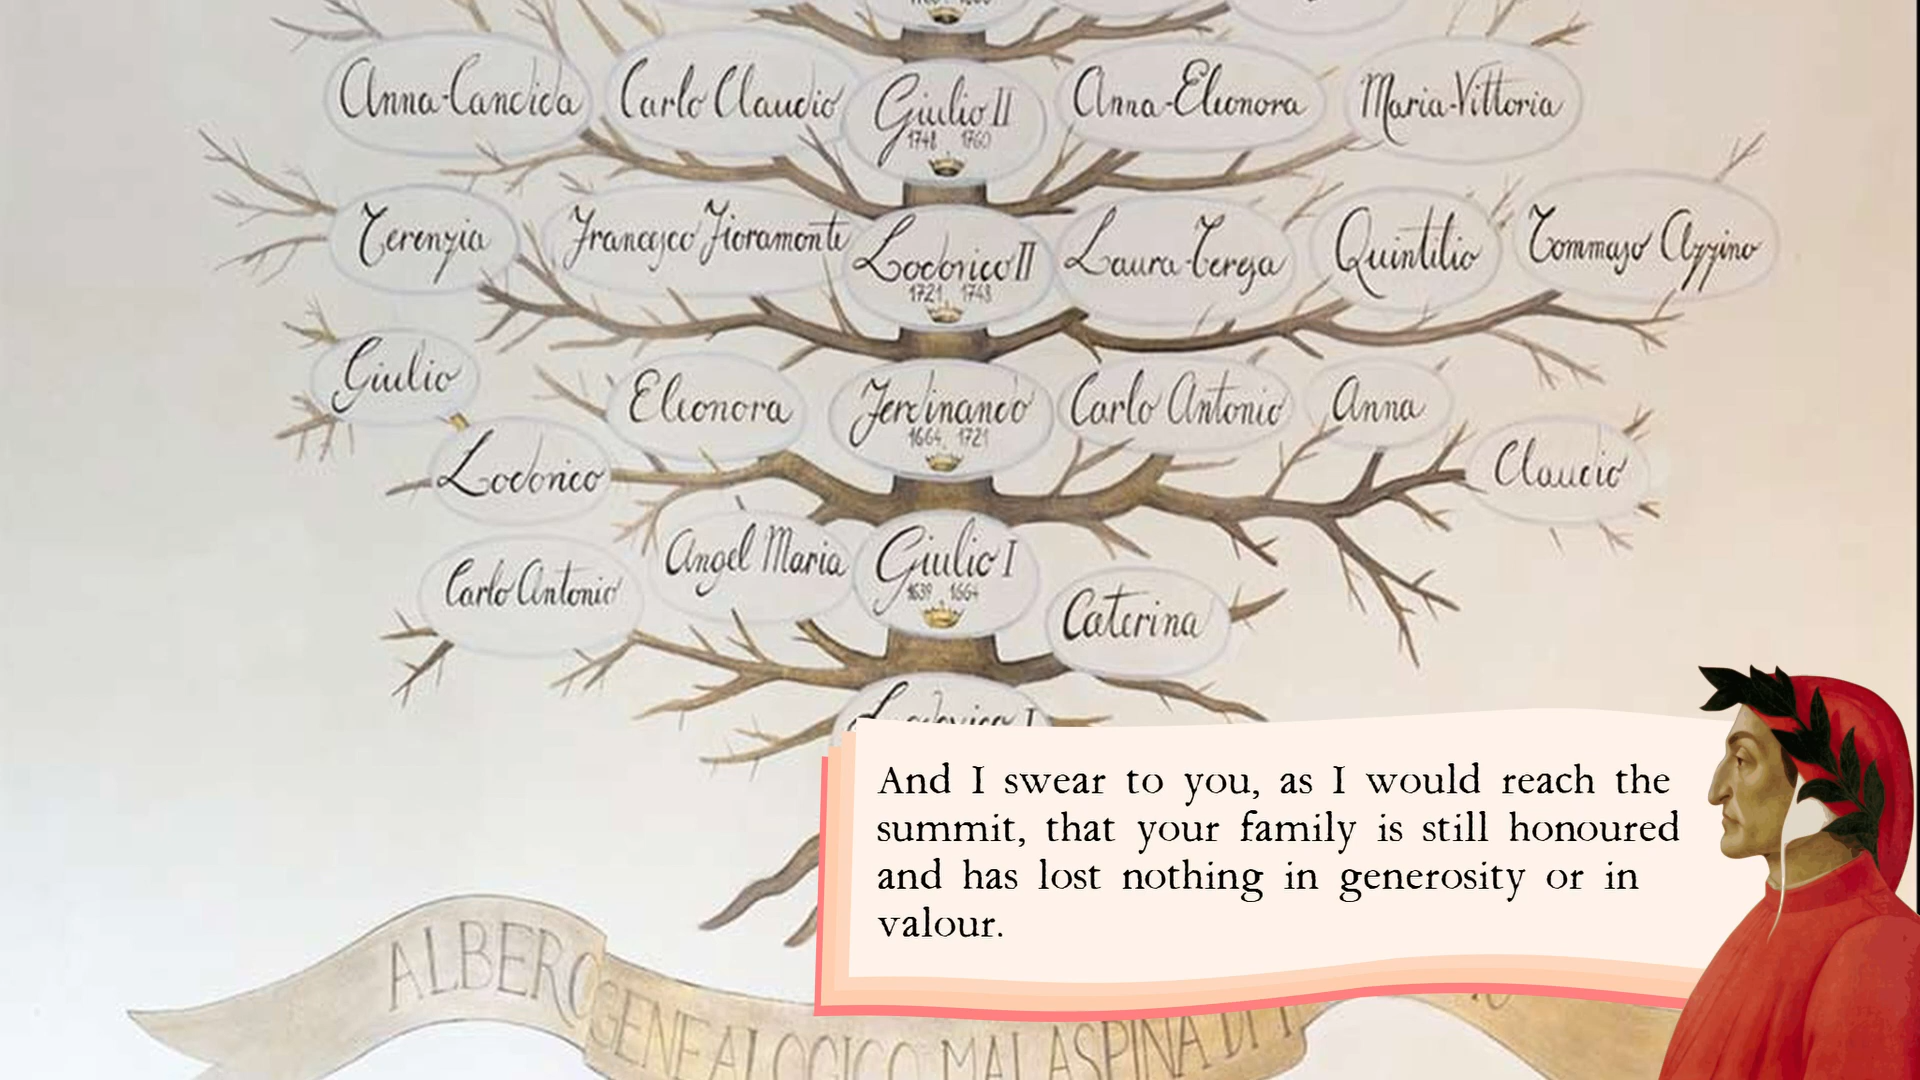 Anna-Candida Carlo Claudio Giulio II Anna-Eleonora Maria-Vittoria
1748 1760
Terenzia Francesco Fioramonte Lodovico II Laura-Teresa Quintilio Tommaso Azzino
1721 1748
Giulio Eleonora Ferdinando Carlo Antonio Anna
1664 1721
Lodovico Claudio
Carlo Antonio Angel Maria Giulio I Caterina
1639 1664
Lodovico I
And I swear to you, as I would reach the
summit, that your family is still honoured
and has lost nothing in generosity or in
valour.
ALBERO GENEALOGICO MALASPINA DI